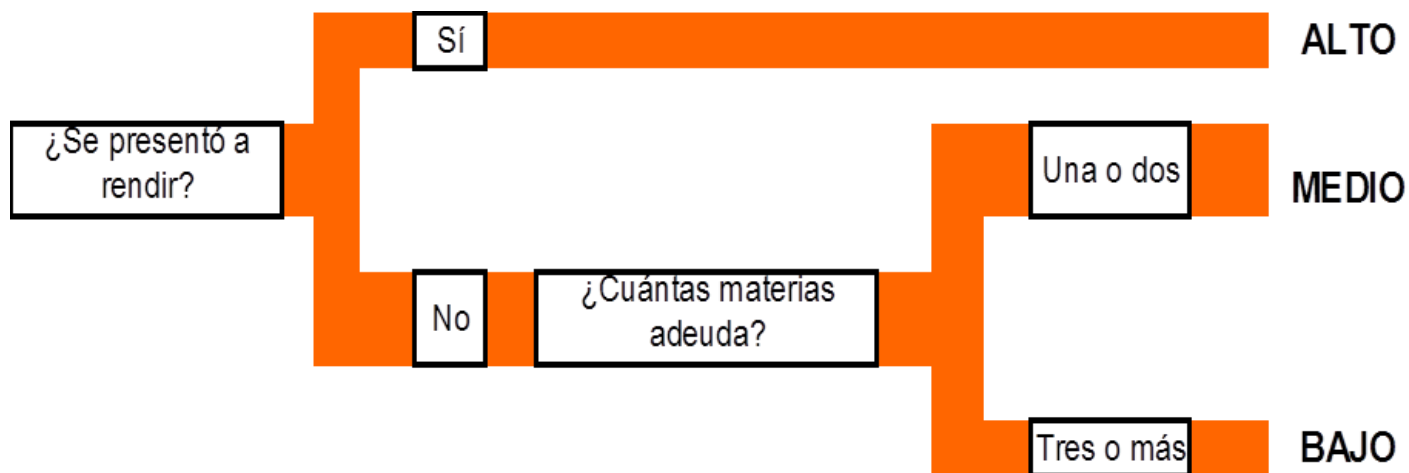 Sí
ALTO
¿Se presentó a
rendir?
Una o dos
MEDIO
No
¿Cuántas materias
adeuda?
Tres o más
BAJO